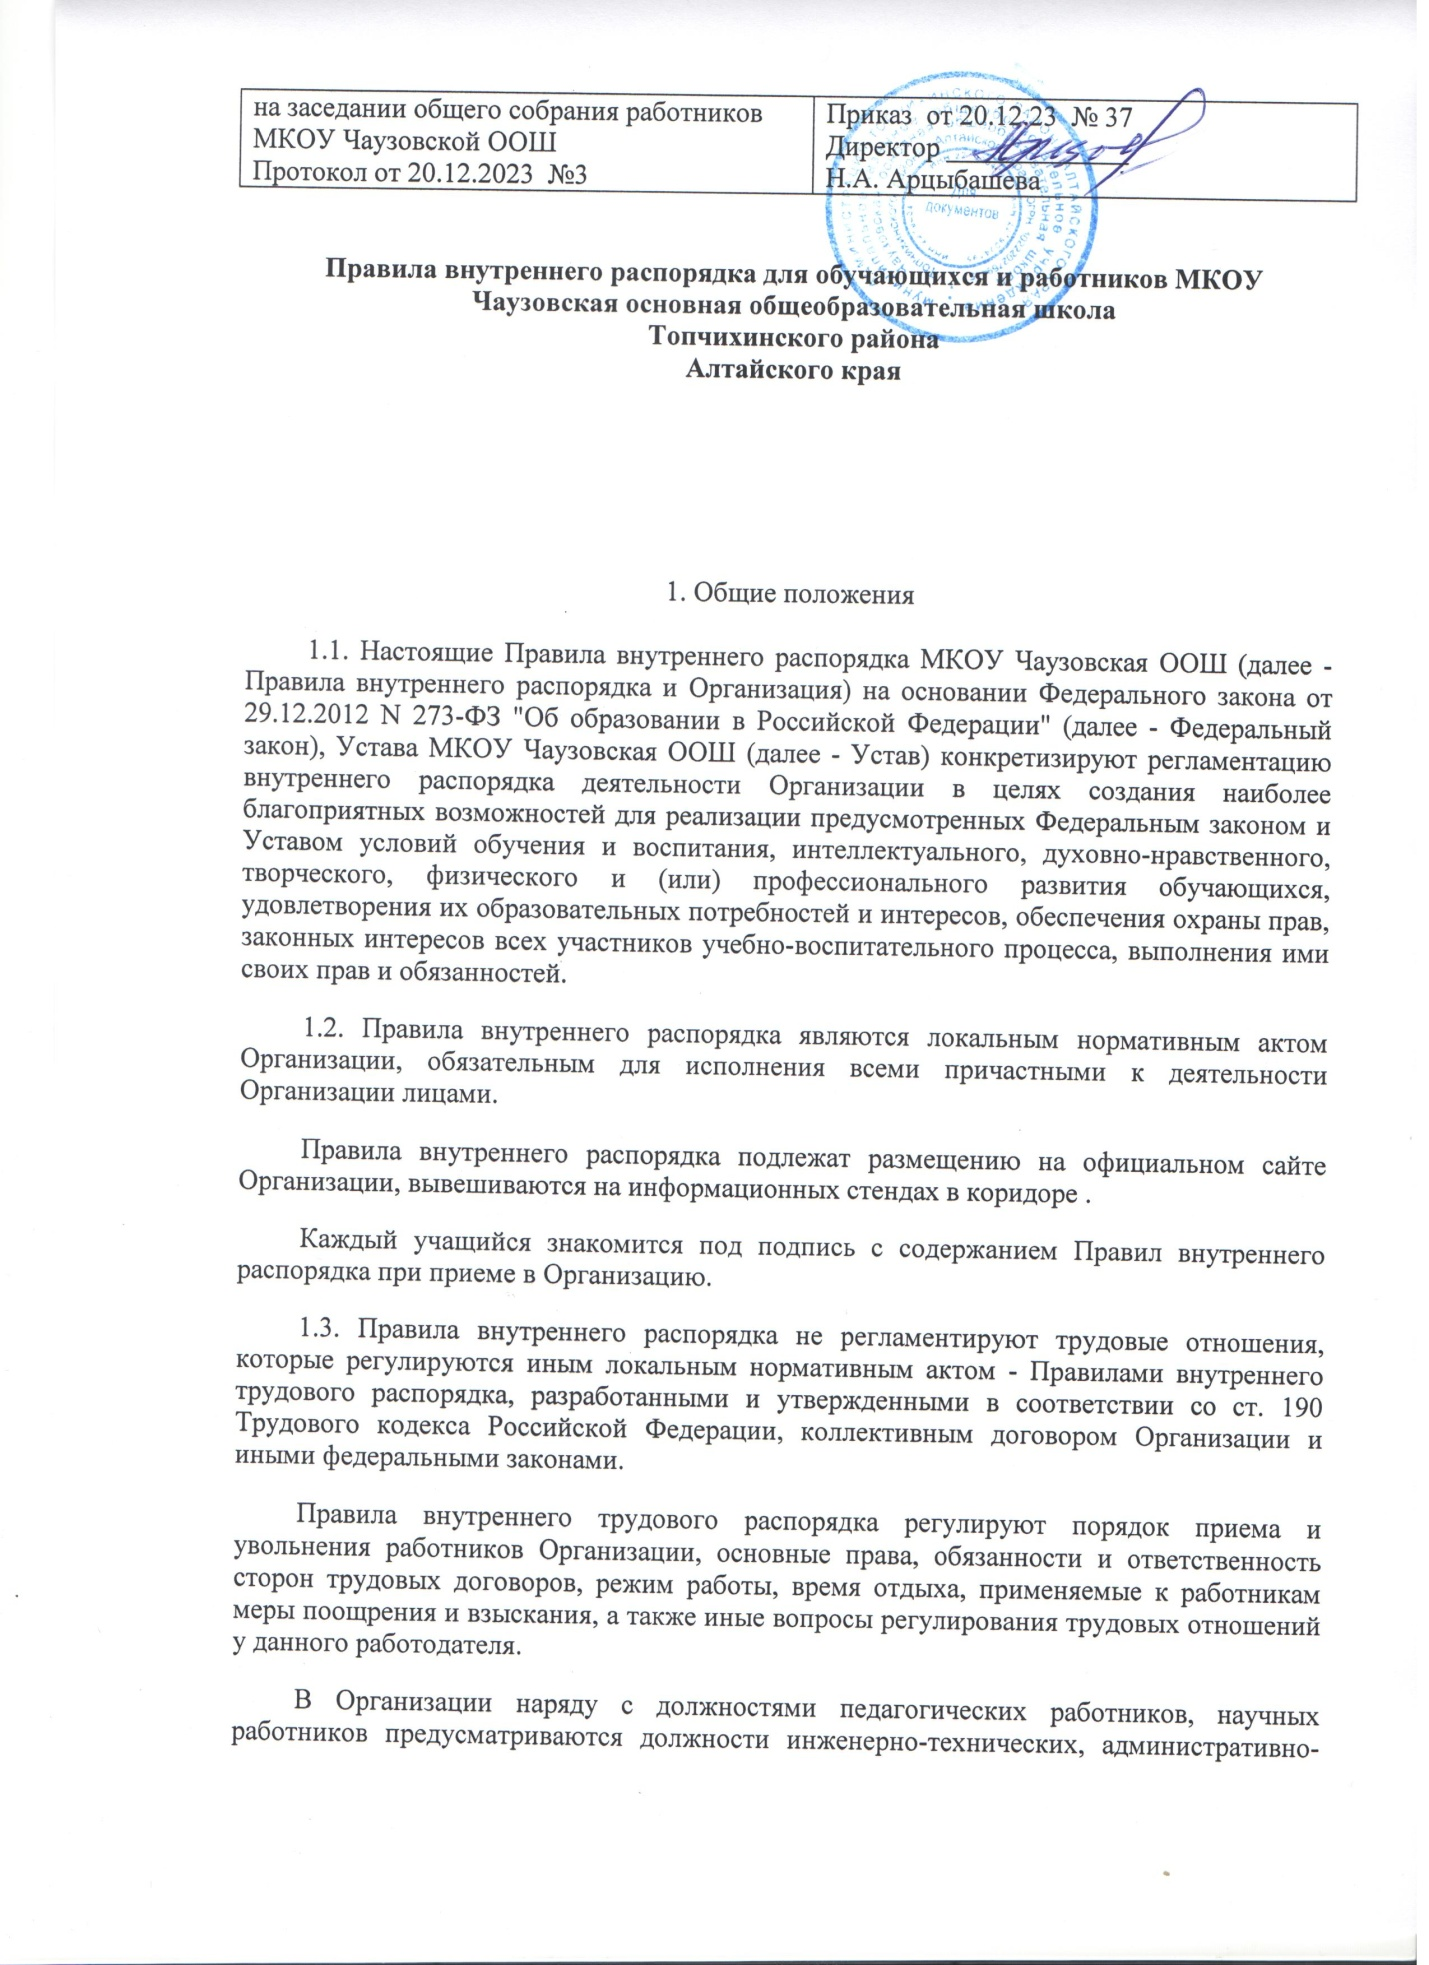 на заседании общего собрания работников
МКОУ Чаузовской ООШ
Протокол от 20.12.2023 №3
Приказ от 20.12.23 № 37
Директор
Н.А. Арцыбашева
для
документов
Правила внутреннего распорядка для обучающихся и работников МКОУ
Чаузовская основная общеобразовательная школа
Топчихинского района
Алтайского края
1. Общие положения
1.1. Настоящие Правила внутреннего распорядка МКОУ Чаузовская ООШ (далее -
Правила внутреннего распорядка и Организация) на основании Федерального закона от
29.12.2012 N 273-ФЗ "Об образовании в Российской Федерации" (далее - Федеральный
закон), Устава МКОУ Чаузовская ООШ (далее - Устав) конкретизируют регламентацию
внутреннего распорядка деятельности Организации в целях создания наиболее
благоприятных возможностей для реализации предусмотренных Федеральным законом и
Уставом условий обучения и воспитания, интеллектуального, духовно-нравственного,
творческого, физического и (или) профессионального развития обучающихся,
удовлетворения их образовательных потребностей и интересов, обеспечения охраны прав,
законных интересов всех участников учебно-воспитательного процесса, выполнения ими
своих прав и обязанностей.
1.2. Правила внутреннего распорядка являются локальным нормативным актом
Организации, обязательным для исполнения всеми причастными к деятельности
Организации лицами.
Правила внутреннего распорядка подлежат размещению на официальном сайте
Организации, вывешиваются на информационных стендах в коридоре .
Каждый учащийся знакомится под подпись с содержанием Правил внутреннего
распорядка при приеме в Организацию.
1.3. Правила внутреннего распорядка не регламентируют трудовые отношения,
которые регулируются иным локальным нормативным актом - Правилами внутреннего
трудового распорядка, разработанными и утвержденными в соответствии со ст. 190
Трудового кодекса Российской Федерации, коллективным договором Организации и
иными федеральными законами.
Правила внутреннего трудового распорядка регулируют порядок приема и
увольнения работников Организации, основные права, обязанности и ответственность
сторон трудовых договоров, режим работы, время отдыха, применяемые к работникам
меры поощрения и взыскания, а также иные вопросы регулирования трудовых отношений
у данного работодателя.
В Организации наряду с должностями педагогических работников, научных
работников предусматриваются должности инженерно-технических, административно-